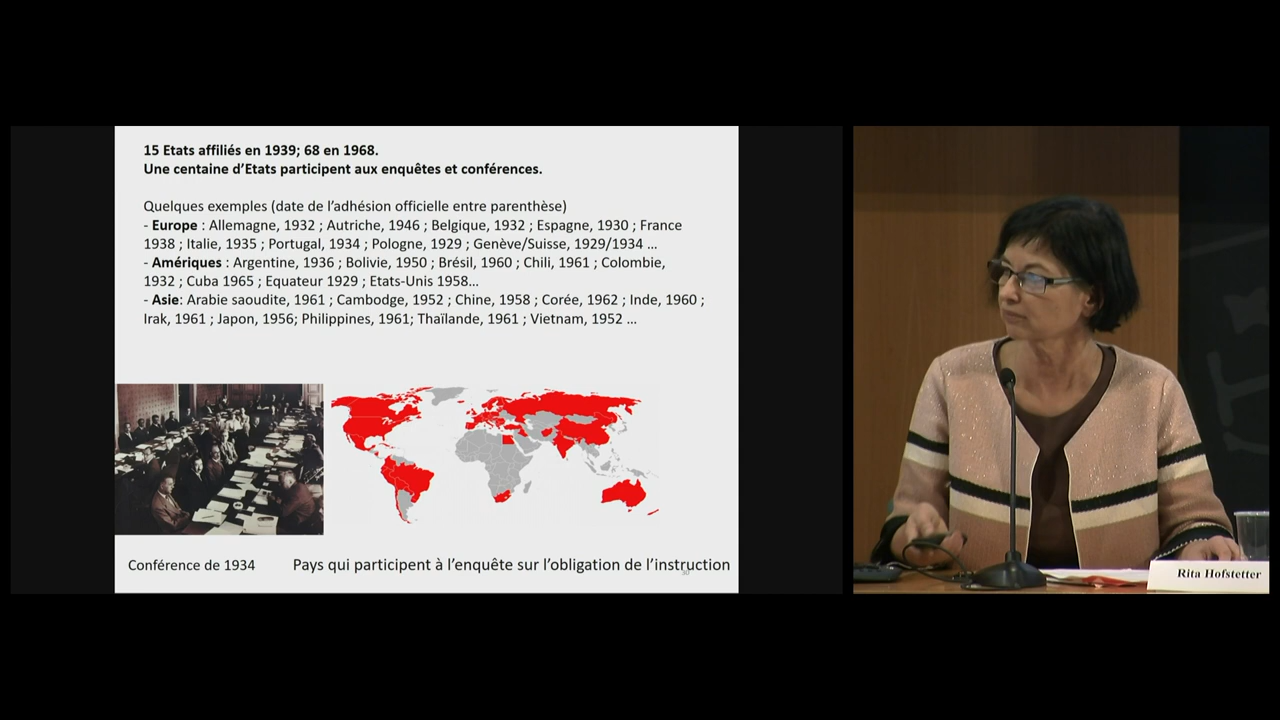 15 Etats affiliés en 1939; 68 en 1968.
Une centaine d'Etats participent aux enquêtes et conférences.
Quelques exemples (date de l'adhésion officielle entre parenthèse)
- Europe : Allemagne, 1932 ; Autriche, 1946 ; Belgique, 1932 ; Espagne, 1930 ; France
1938 ; Italie, 1935 ; Portugal, 1934 ; Pologne, 1929 ; Genève/Suisse, 1929/1934 ...
- Amériques : Argentine, 1936 ; Bolivie, 1950 ; Brésil, 1960 ; Chili, 1961 ; Colombie,
1932 ; Cuba 1965 ; Equateur 1929 ; Etats-Unis 1958...
- Asie: Arabie saoudite, 1961 ; Cambodge, 1952 ; Chine, 1958 ; Corée, 1962 ; Inde, 1960 ;
Irak, 1961 ; Japon, 1956; Philippines, 1961; Thaïlande, 1961 ; Vietnam, 1952 ...
Conférence de 1934
Pays qui participent à l'enquête sur l'obligation de l'instruction
Rita Hofstetter